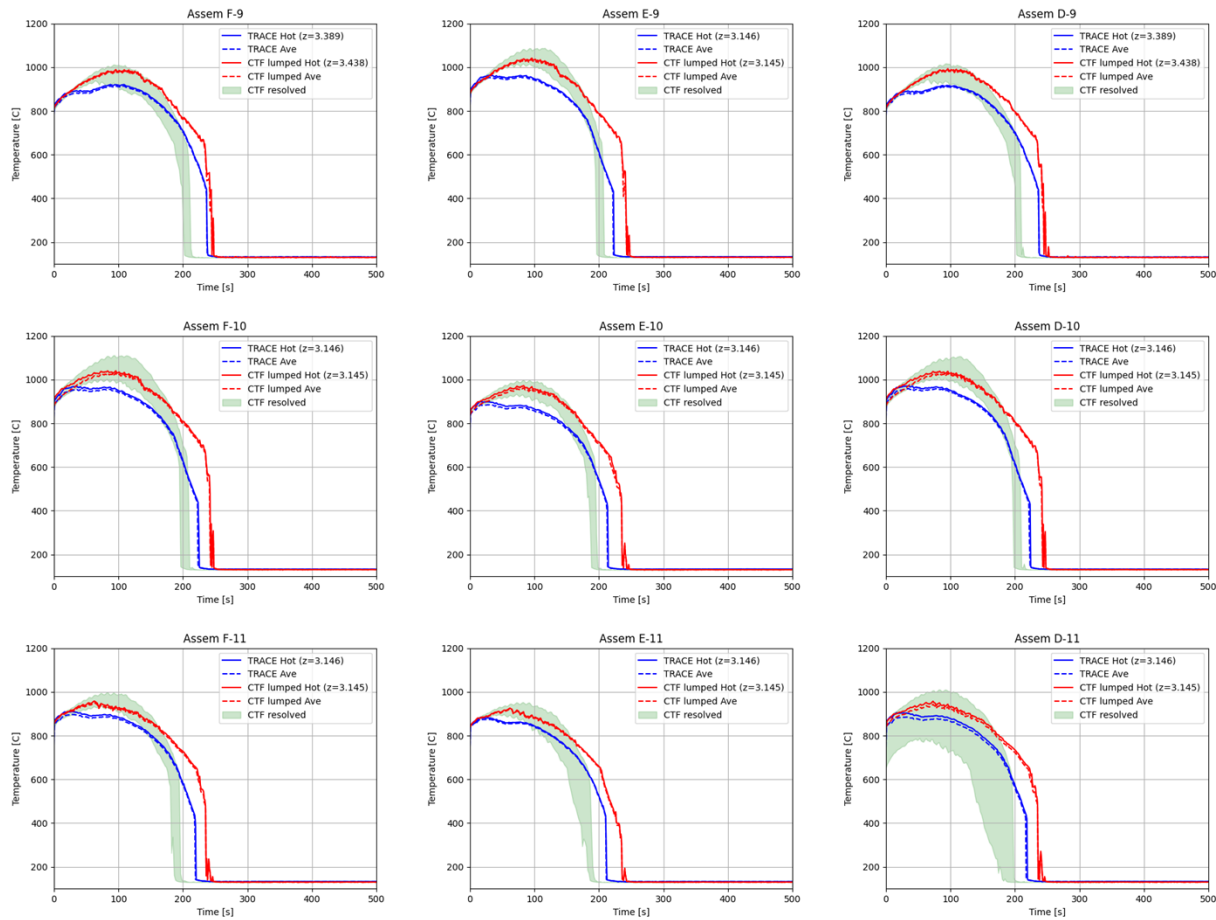 Assem F-9
1200
1000
800
600
400
200
Temperature [C]
TRACE Hot (z=3.389)
TRACE Ave
CTF lumped Hot (z=3.438)
CTF lumped Ave
CTF resolved
0 100 200 300 400 500
Time [s]
Assem E-9
1200
1000
800
600
400
200
Temperature [C]
TRACE Hot (z=3.146)
TRACE Ave
CTF lumped Hot (z=3.145)
CTF lumped Ave
CTF resolved
0 100 200 300 400 500
Time [s]
Assem D-9
1200
1000
800
600
400
200
Temperature [C]
TRACE Hot (z=3.389)
TRACE Ave
CTF lumped Hot (z=3.438)
CTF lumped Ave
CTF resolved
0 100 200 300 400 500
Time [s]
Assem F-10
1200
1000
800
600
400
200
Temperature [C]
TRACE Hot (z=3.146)
TRACE Ave
CTF lumped Hot (z=3.145)
CTF lumped Ave
CTF resolved
0 100 200 300 400 500
Time [s]
Assem E-10
1200
1000
800
600
400
200
Temperature [C]
TRACE Hot (z=3.146)
TRACE Ave
CTF lumped Hot (z=3.145)
CTF lumped Ave
CTF resolved
0 100 200 300 400 500
Time [s]
Assem D-10
1200
1000
800
600
400
200
Temperature [C]
TRACE Hot (z=3.146)
TRACE Ave
CTF lumped Hot (z=3.145)
CTF lumped Ave
CTF resolved
0 100 200 300 400 500
Time [s]
Assem F-11
1200
1000
800
600
400
200
Temperature [C]
TRACE Hot (z=3.146)
TRACE Ave
CTF lumped Hot (z=3.145)
CTF lumped Ave
CTF resolved
0 100 200 300 400 500
Time [s]
Assem E-11
1200
1000
800
600
400
200
Temperature [C]
TRACE Hot (z=3.146)
TRACE Ave
CTF lumped Hot (z=3.145)
CTF lumped Ave
CTF resolved
0 100 200 300 400 500
Time [s]
Assem D-11
1200
1000
800
600
400
200
Temperature [C]
TRACE Hot (z=3.146)
TRACE Ave
CTF lumped Hot (z=3.145)
CTF lumped Ave
CTF resolved
0 100 200 300 400 500
Time [s]